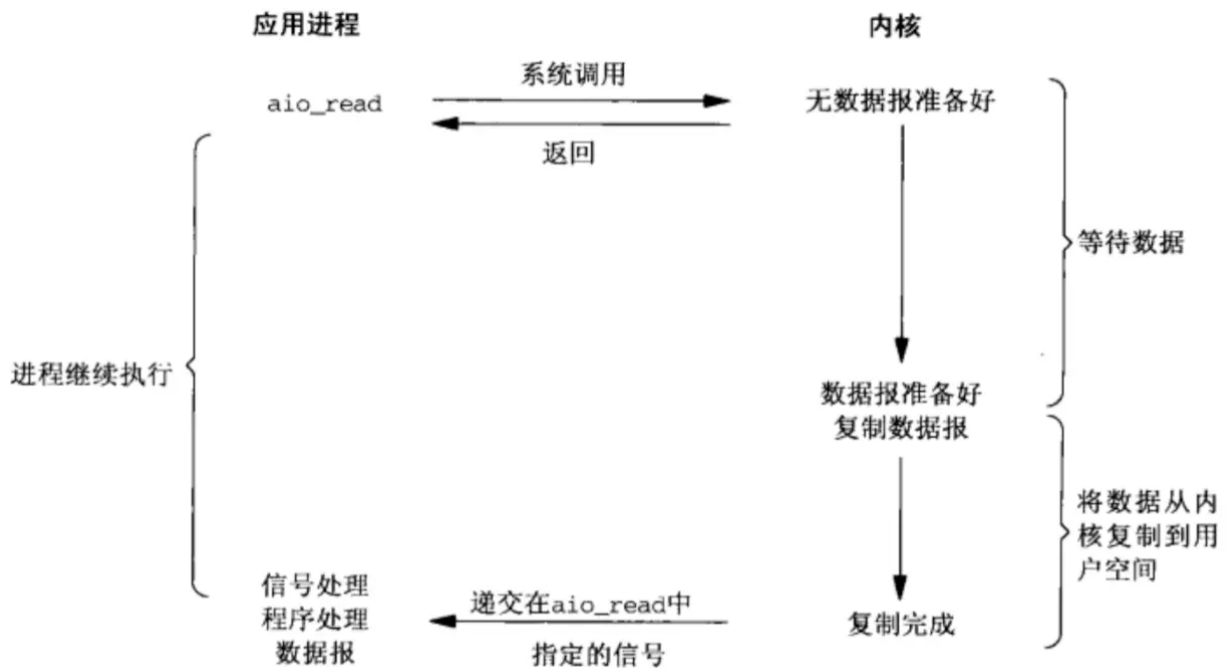 应用进程
内核
系统调用
aio_read
无数据报准备好
返回
等待数据
进程继续执行
数据报准备好
复制数据报
将数据从内
核复制到用
户空间
信号处理
程序处理
数据报
递交在aio_read中
指定的信号
复制完成